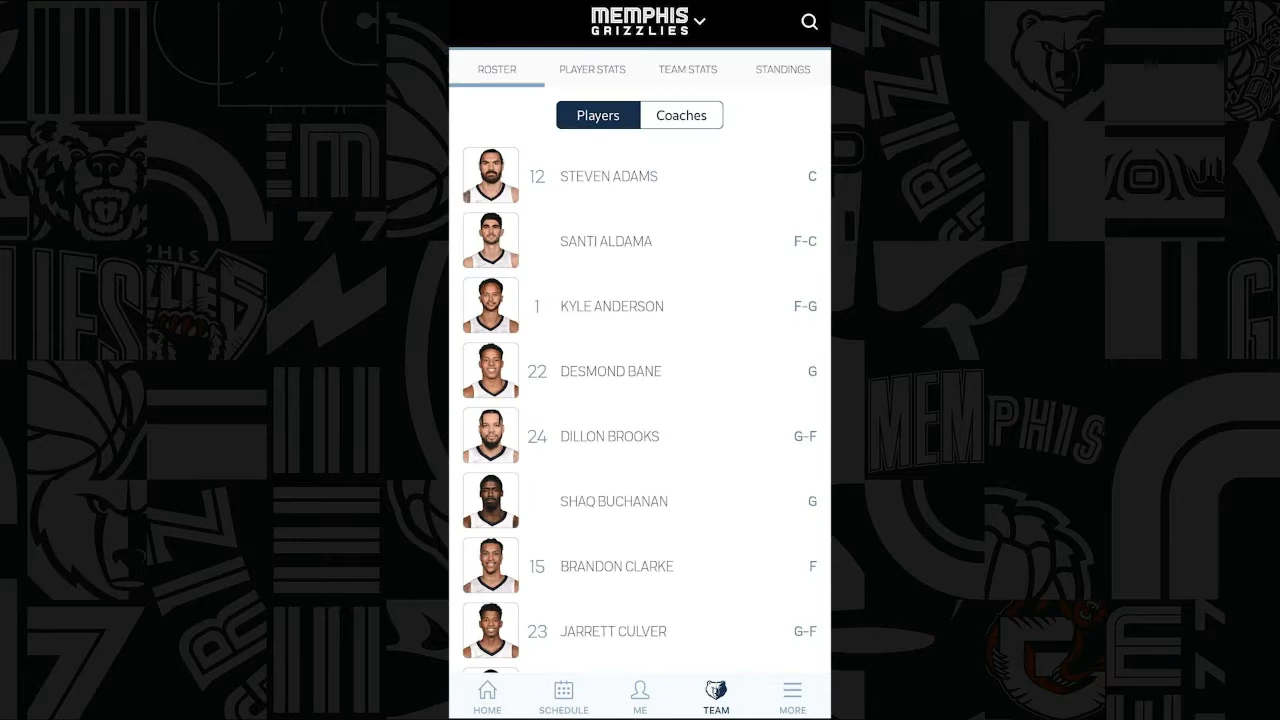 MEMPHIS
GRIZZLIES
ROSTER PLAYER STATS TEAM STATS STANDINGS
Players Coaches
12 STEVEN ADAMS C
SANTI ALDAMA F-C
1 KYLE ANDERSON F-G
22 DESMOND BANE G
24 DILLON BROOKS G-F
SHAQ BUCHANAN G
15 BRANDON CLARKE F
23 JARRETT CULVER G-F
HOME SCHEDULE ME TEAM MORE
MEMPHIS